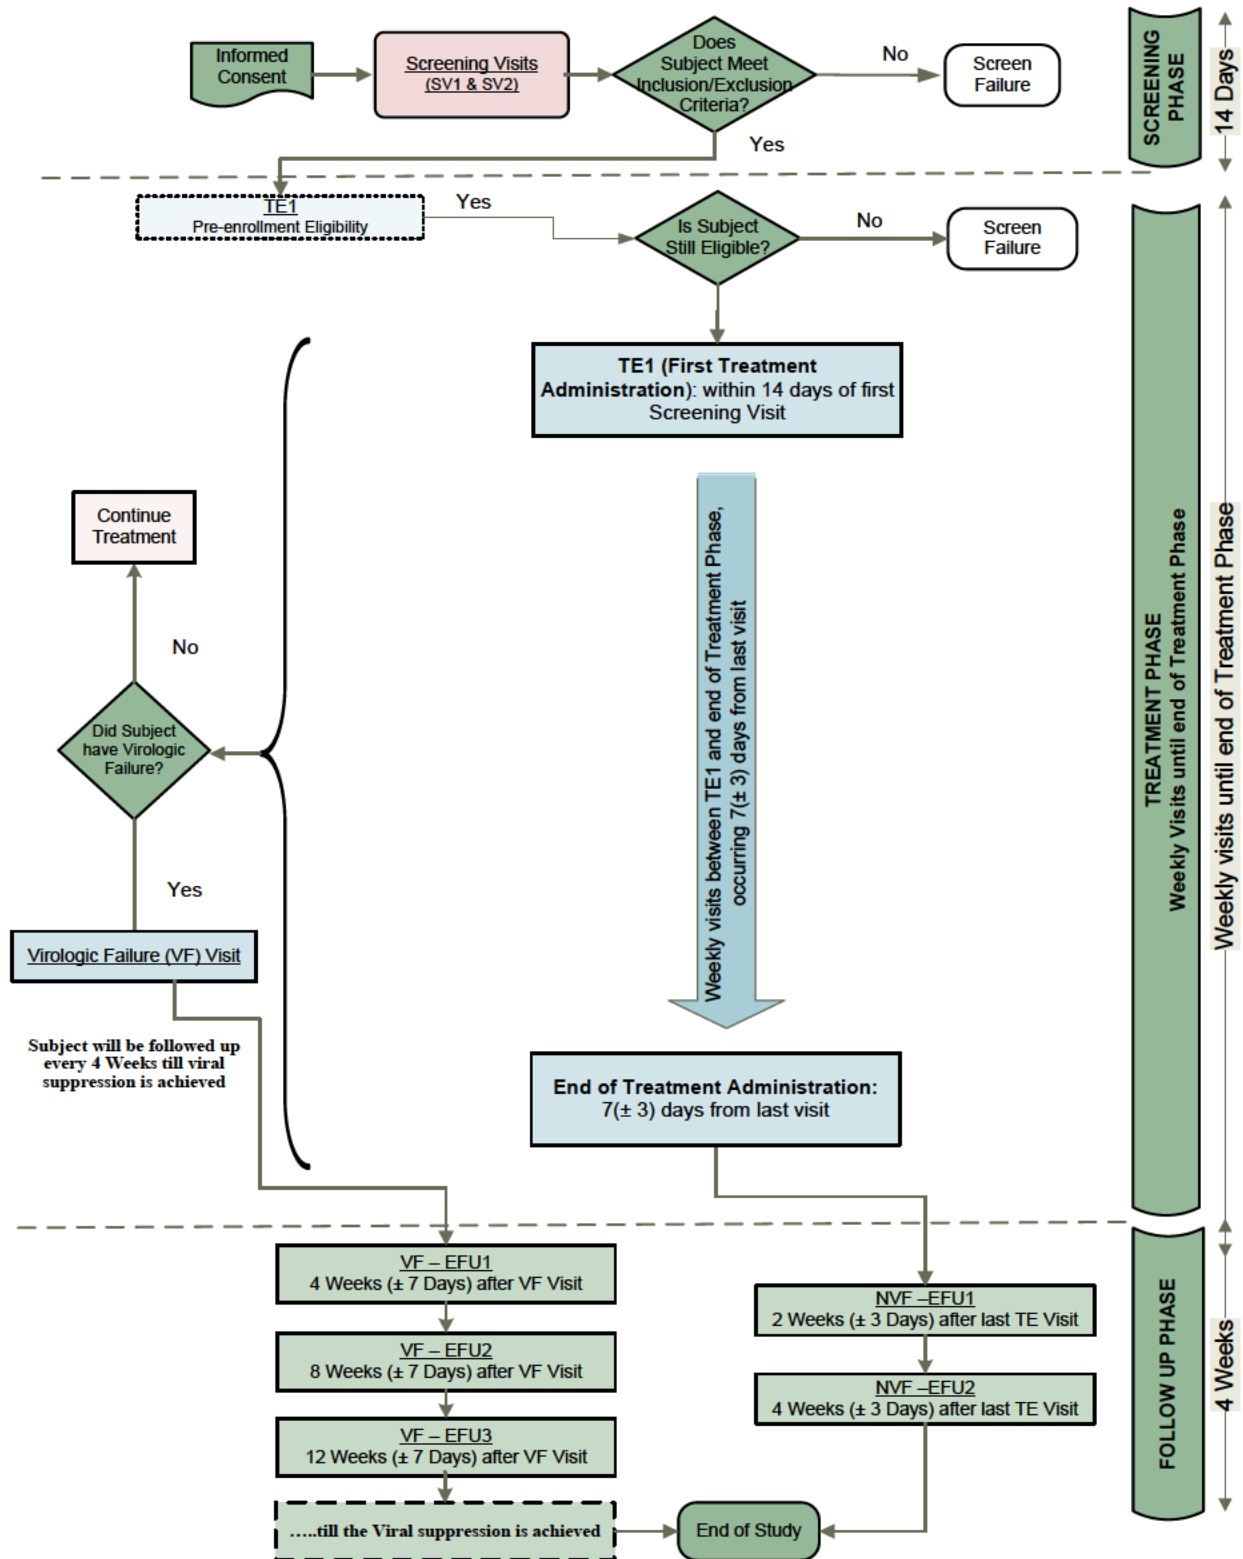 Informed
Consent
Screening Visits
(SV1 & SV2)
Does
Subject Meet
Inclusion/Exclusion
Criteria?
No
Screen
Failure
Yes
SCREENING
PHASE
14 Days
TE1
Pre-enrollment Eligibility
Yes
Is Subject
Still Eligible?
No
Screen
Failure
TE1 (First Treatment
Administration): within 14 days of first
Screening Visit
Continue
Treatment
No
Did Subject
have Virologic
Failure?
Yes
Virologic Failure (VF) Visit
Subject will be followed up
every 4 Weeks till viral
suppression is achieved
Weekly visits between TE1 and end of Treatment Phase,
occurring 7(± 3) days from last visit
End of Treatment Administration:
7(± 3) days from last visit
TREATMENT PHASE
Weekly Visits until end of Treatment Phase
Weekly visits until end of Treatment Phase
VF – EFU1
4 Weeks (± 7 Days) after VF Visit
VF – EFU2
8 Weeks (± 7 Days) after VF Visit
VF – EFU3
12 Weeks (± 7 Days) after VF Visit
…..till the Viral suppression is achieved
NVF –EFU1
2 Weeks (± 3 Days) after last TE Visit
NVF –EFU2
4 Weeks (± 3 Days) after last TE Visit
End of Study
FOLLOW UP PHASE
4 Weeks